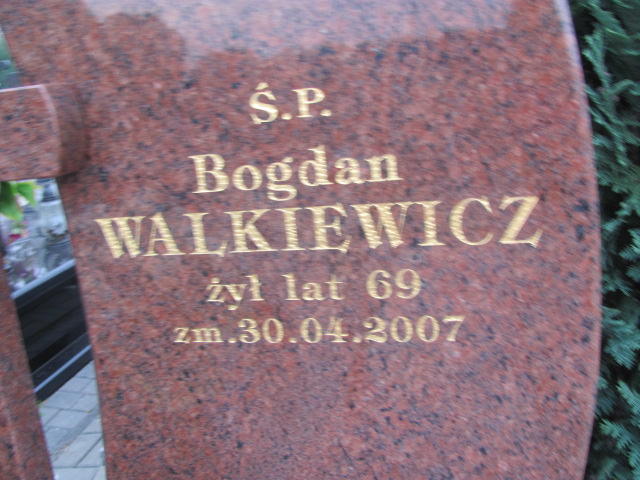 Ś.P.
Bogdan
WALKIEWICZ
żył lat 69
zm.30.04.2007